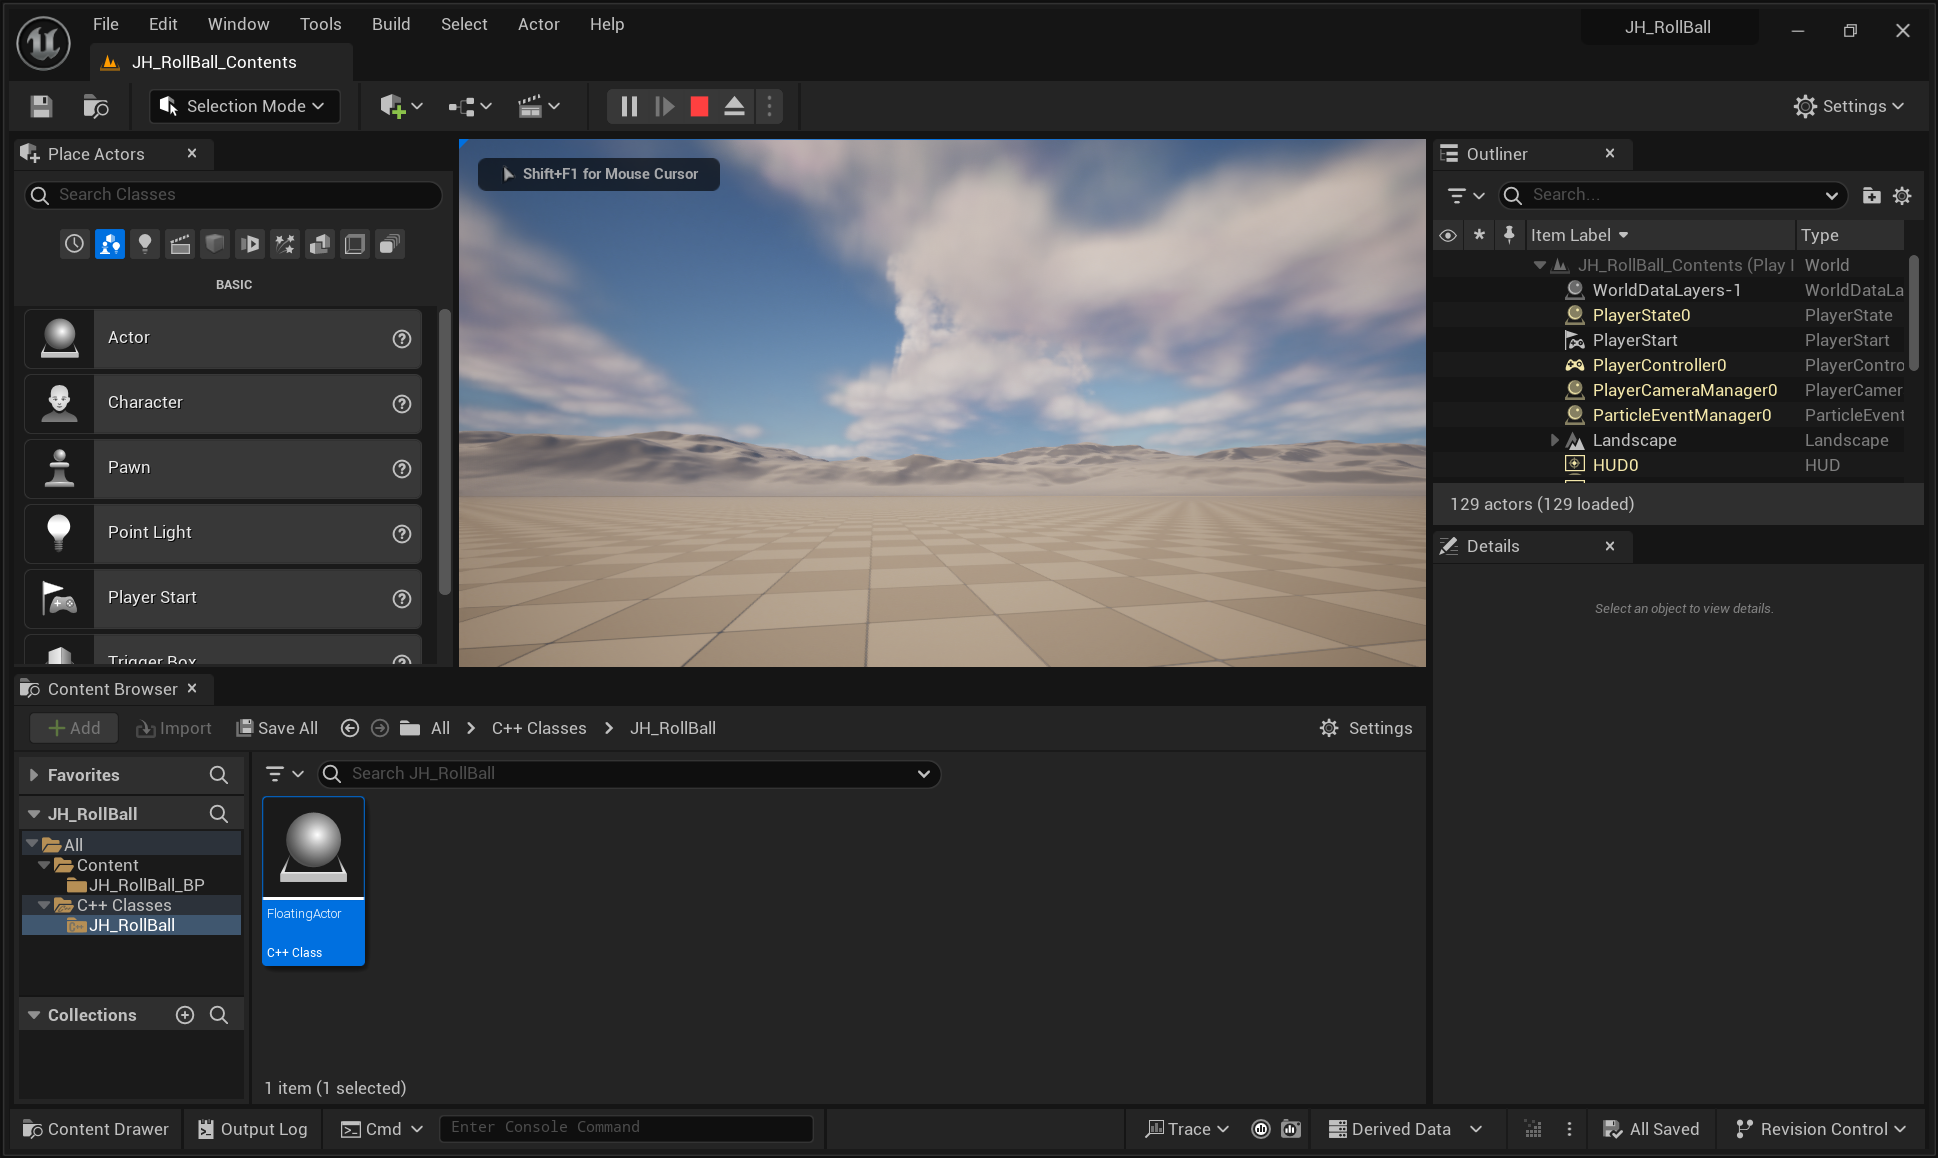 File Edit Window Tools Build Select Actor Help
JH_RollBall
JH_RollBall_Contents
Selection Mode
Settings
Place Actors
Search Classes
BASIC
Actor
Character
Pawn
Point Light
Player Start
Trigger Box
Shift+F1 for Mouse Cursor
Outliner
Search...
Item Label Type
JH_RollBall_Contents (Play I World
WorldDataLayers-1 WorldDataLa
PlayerState0 PlayerState
PlayerStart PlayerStart
PlayerController0 PlayerContro
PlayerCameraManager0 PlayerCamer
ParticleEventManager0 ParticleEvent
Landscape Landscape
HUD0 HUD
129 actors (129 loaded)
Details
Select an object to view details.
Content Browser
Add Import Save All All C++ Classes JH_RollBall Settings
Favorites
JH_RollBall
All
Content
JH_RollBall_BP
C++ Classes
JH_RollBall
Collections
Search JH_RollBall
FloatingActor
C++ Class
1 item (1 selected)
Content Drawer Output Log Cmd Enter Console Command Trace Derived Data All Saved Revision Control